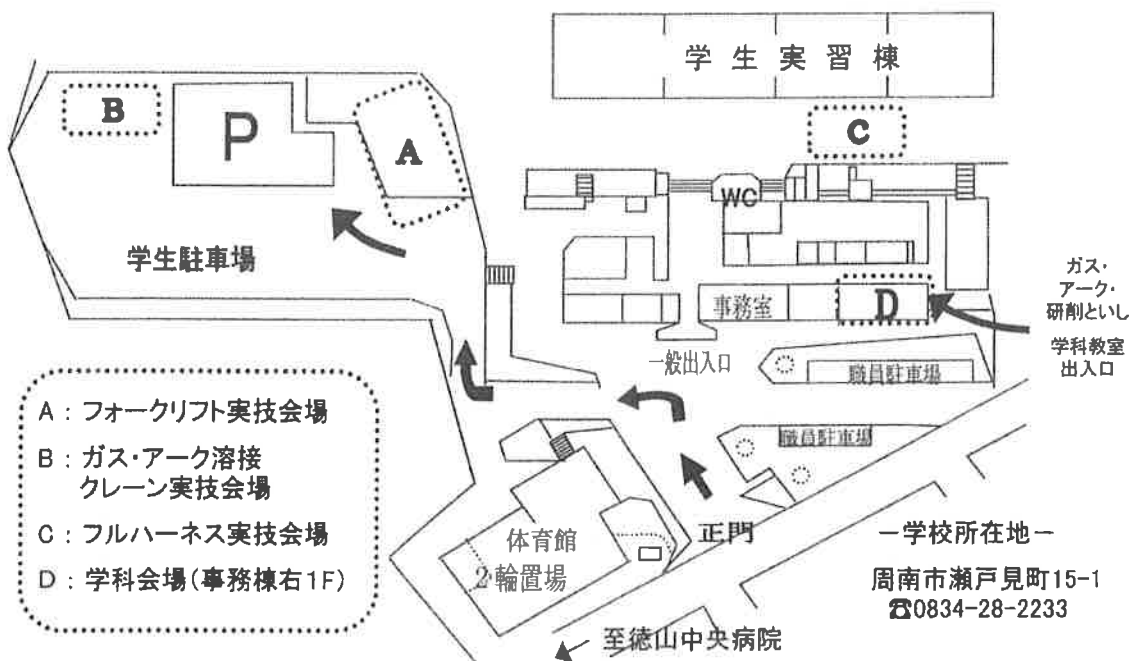 学生実習棟
B
P
A
C
WC
学生駐車場
事務室
D
ガス・
アーク・
研削といし
学科教室
出入口
一般出入口
職員駐車場
職員駐車場
A：フォークリフト実技会場
B：ガス・アーク溶接
クレーン実技会場
C：フルハーネス実技会場
D：学科会場(事務棟右1F)
体育館
2輪置場
正門
－学校所在地－
周南市瀬戸見町15-1
☎0834-28-2233
至徳山中央病院